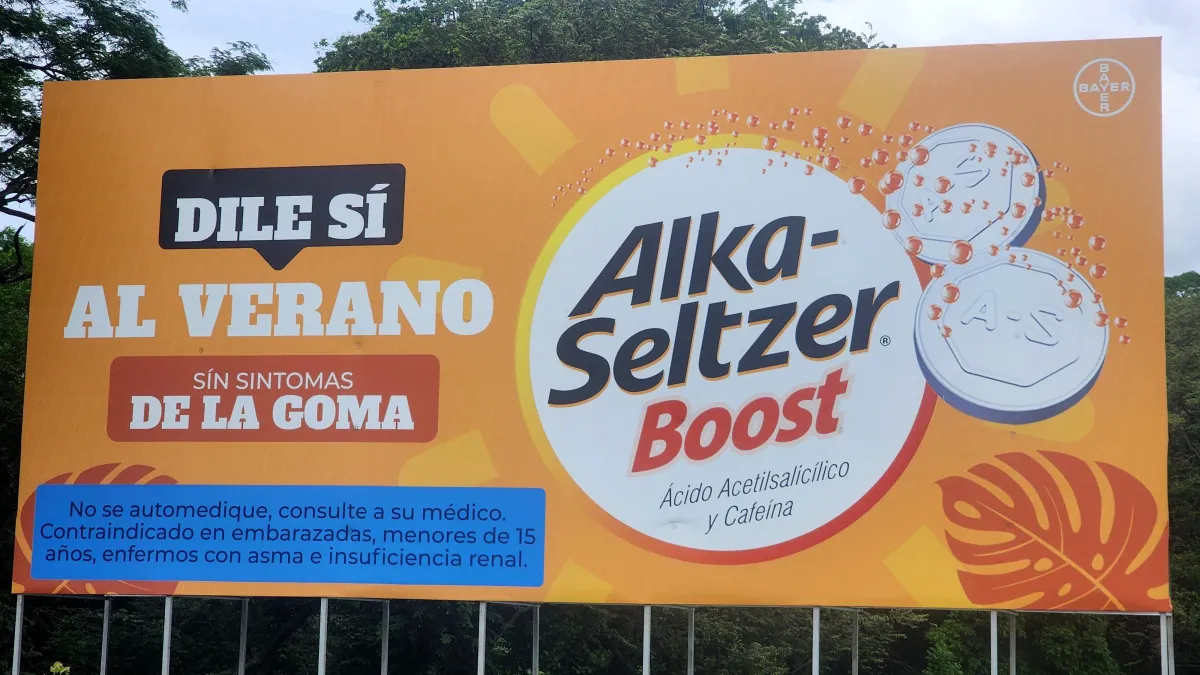 DILE SÍ
AL VERANO
SÍN SINTOMAS
DE LA GOMA
No se automedique, consulte a su médico.
Contraindicado en embarazadas, menores de 15
años, enfermos con asma e insuficiencia renal.
Alka-
Seltzer®
Boost
Ácido Acetilsalicílico
y Cafeína
A-S
A-S
BAYER
BAYER